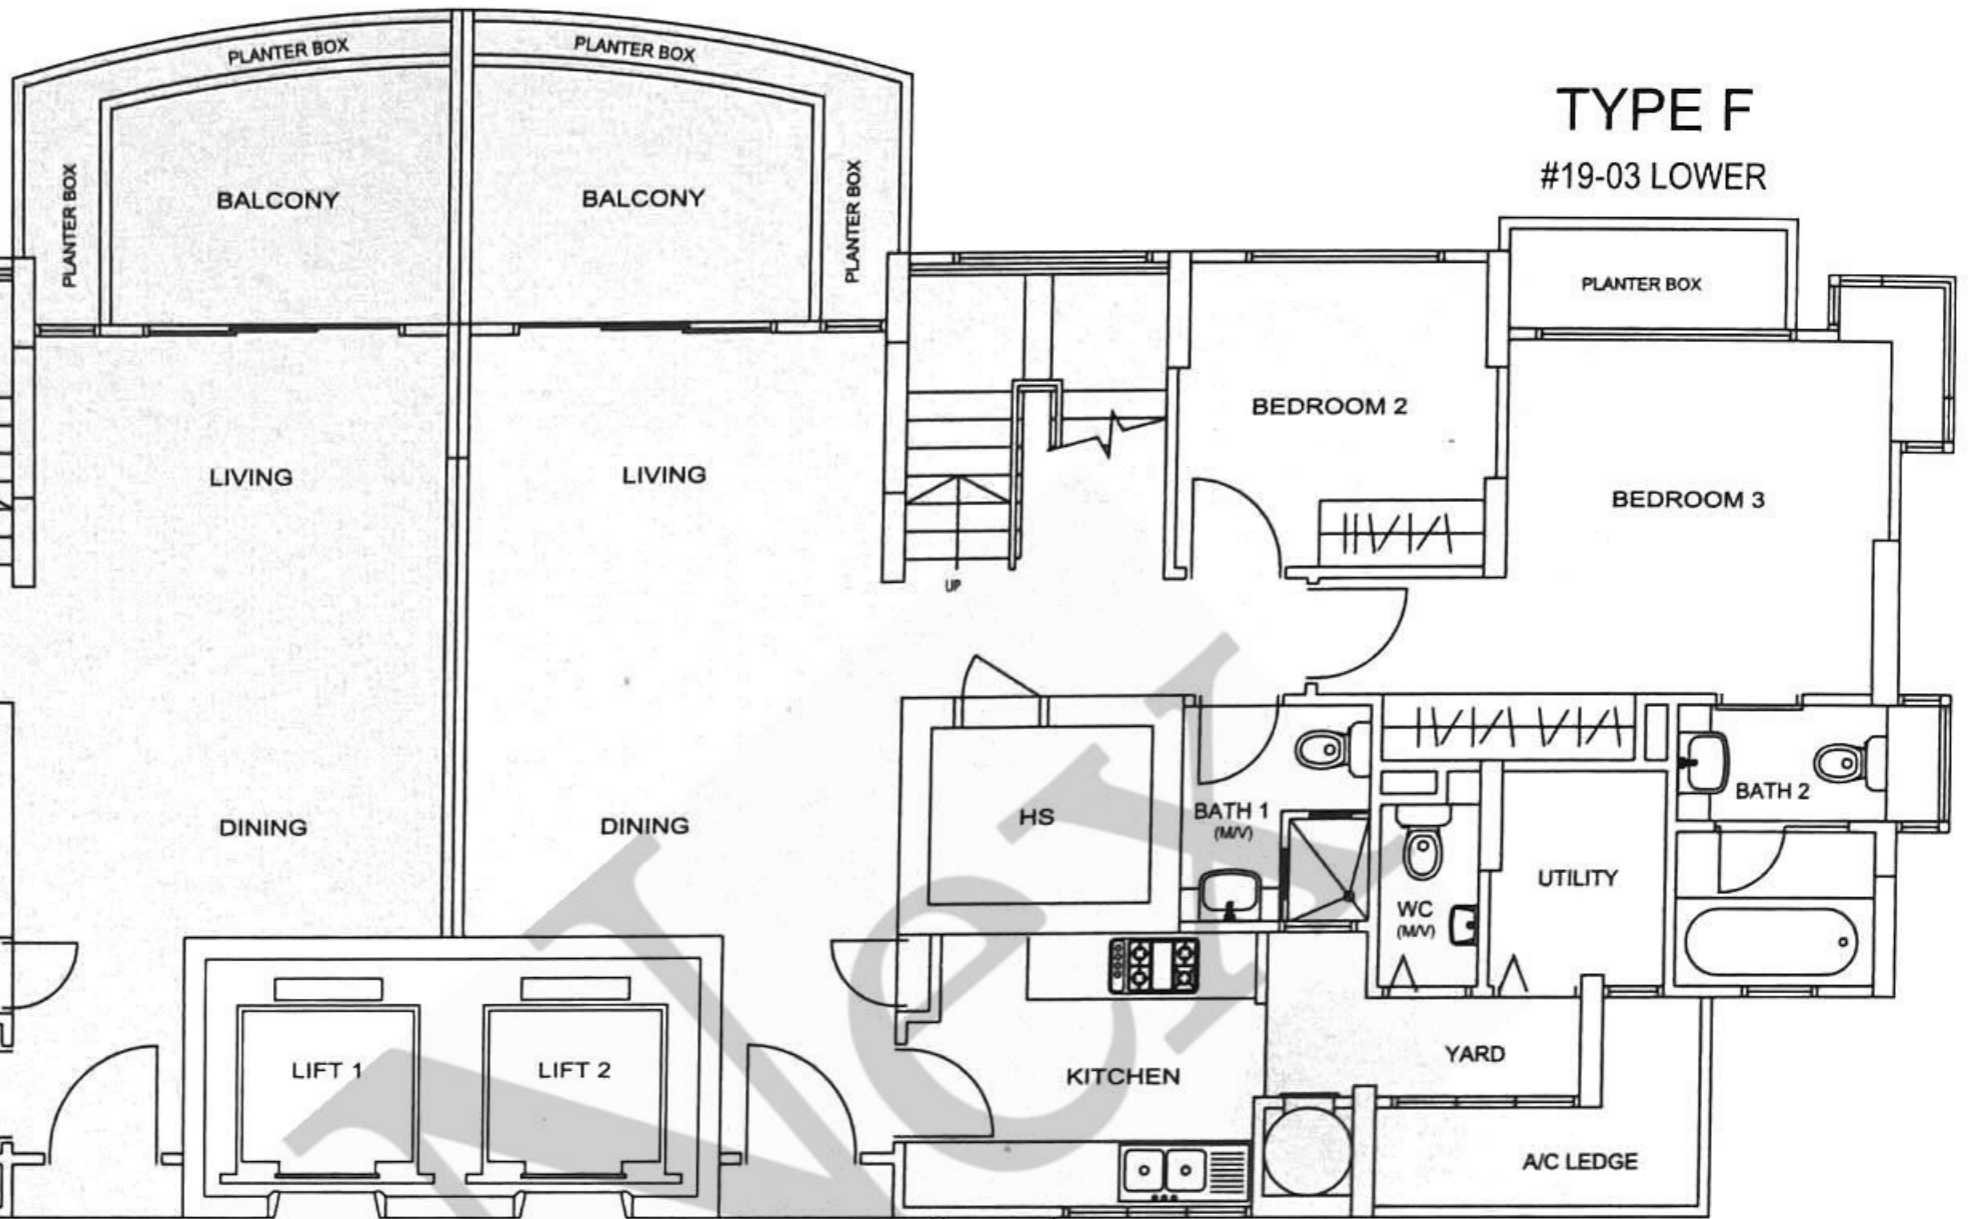 PLANTER BOX
PLANTER BOX
TYPE F
#19-03 LOWER
PLANTER BOX
BALCONY
BALCONY
PLANTER BOX
PLANTER BOX
BEDROOM 2
LIVING
LIVING
BEDROOM 3
UP
DINING
DINING
HS
BATH 1
(M/V)
BATH 2
UTILITY
WC
(M/V)
LIFT 1
LIFT 2
KITCHEN
YARD
A/C LEDGE
Nex